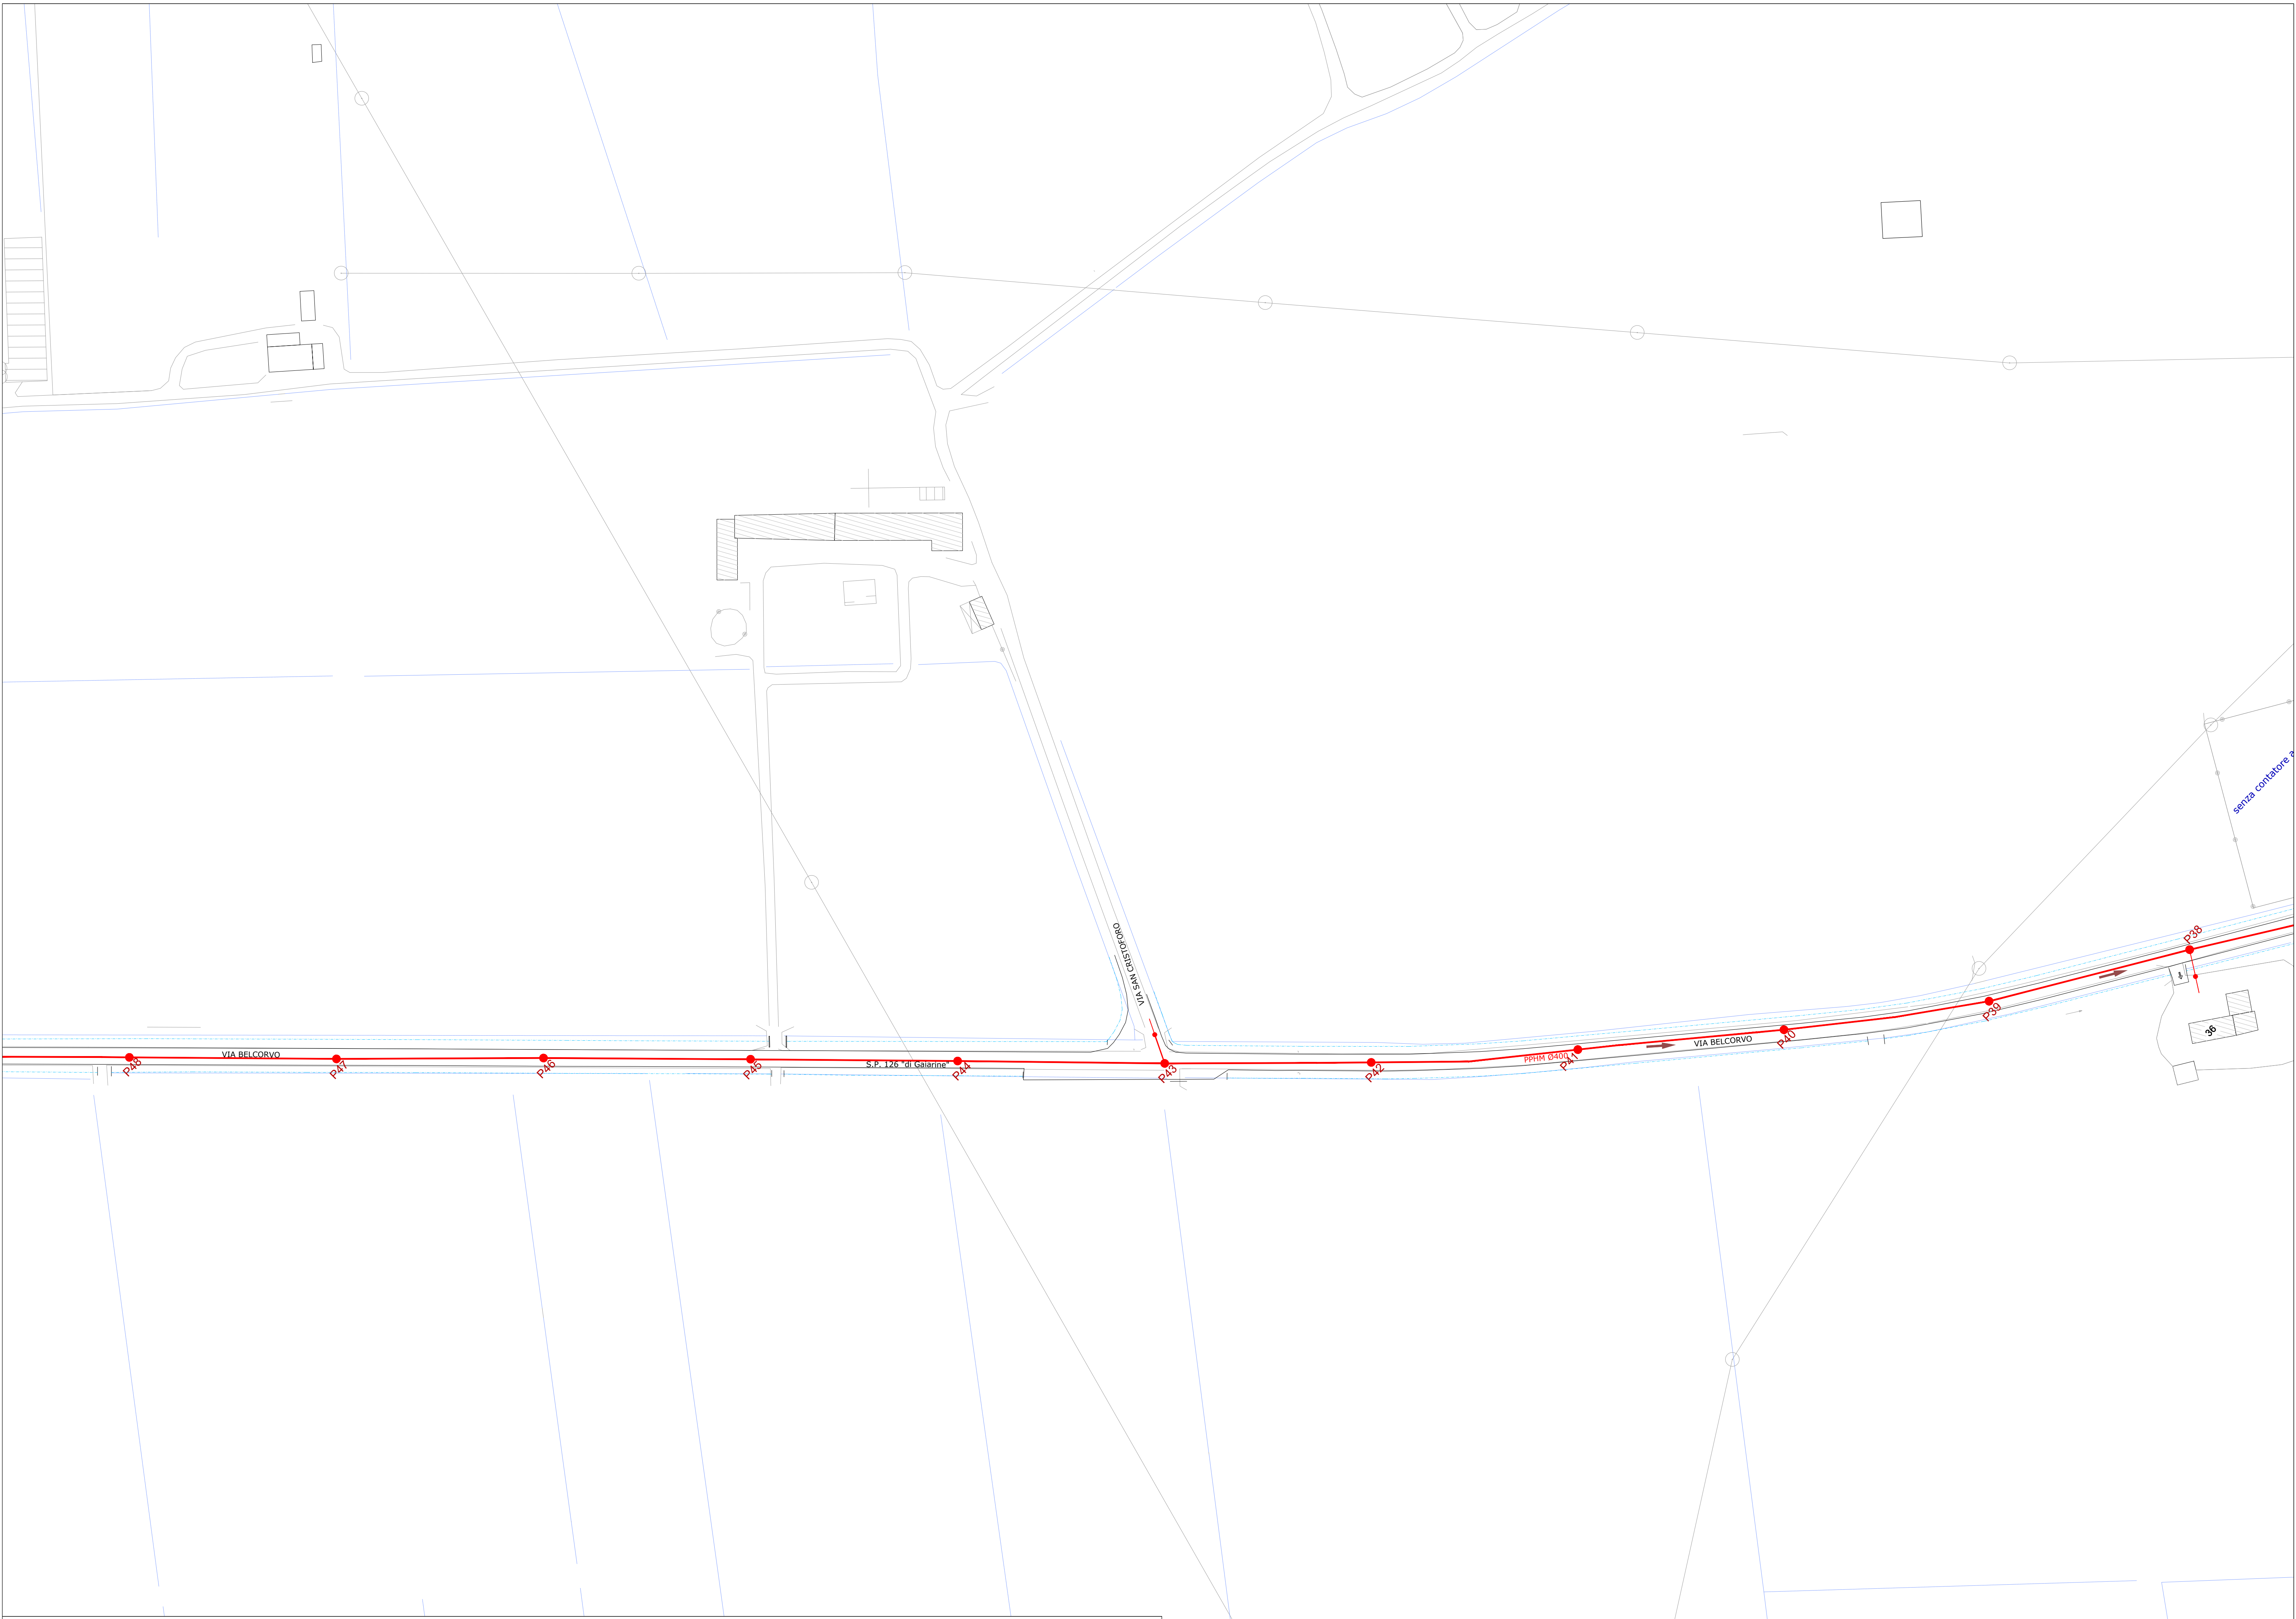 senza contatore a
VIA SAN CRISTOFORO
P38
36
P39
VIA BELCORVO
P40
PPHM Ø400
P41
P42
P43
P44
S.P. 126 "di Gaiarine"
P45
P46
P47
VIA BELCORVO
P48